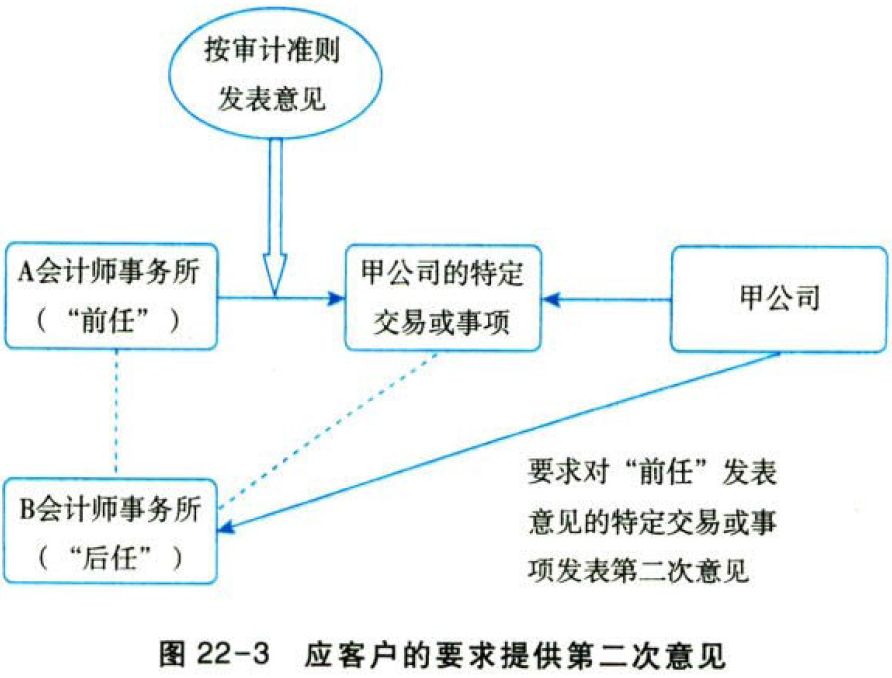 按审计准则
发表意见
A会计师事务所
（“前任”）
甲公司的特定
交易或事项
甲公司
B会计师事务所
（“后任”）
要求对“前任”发表
意见的特定交易或事
项发表第二次意见
图 22-3 应客户的要求提供第二次意见